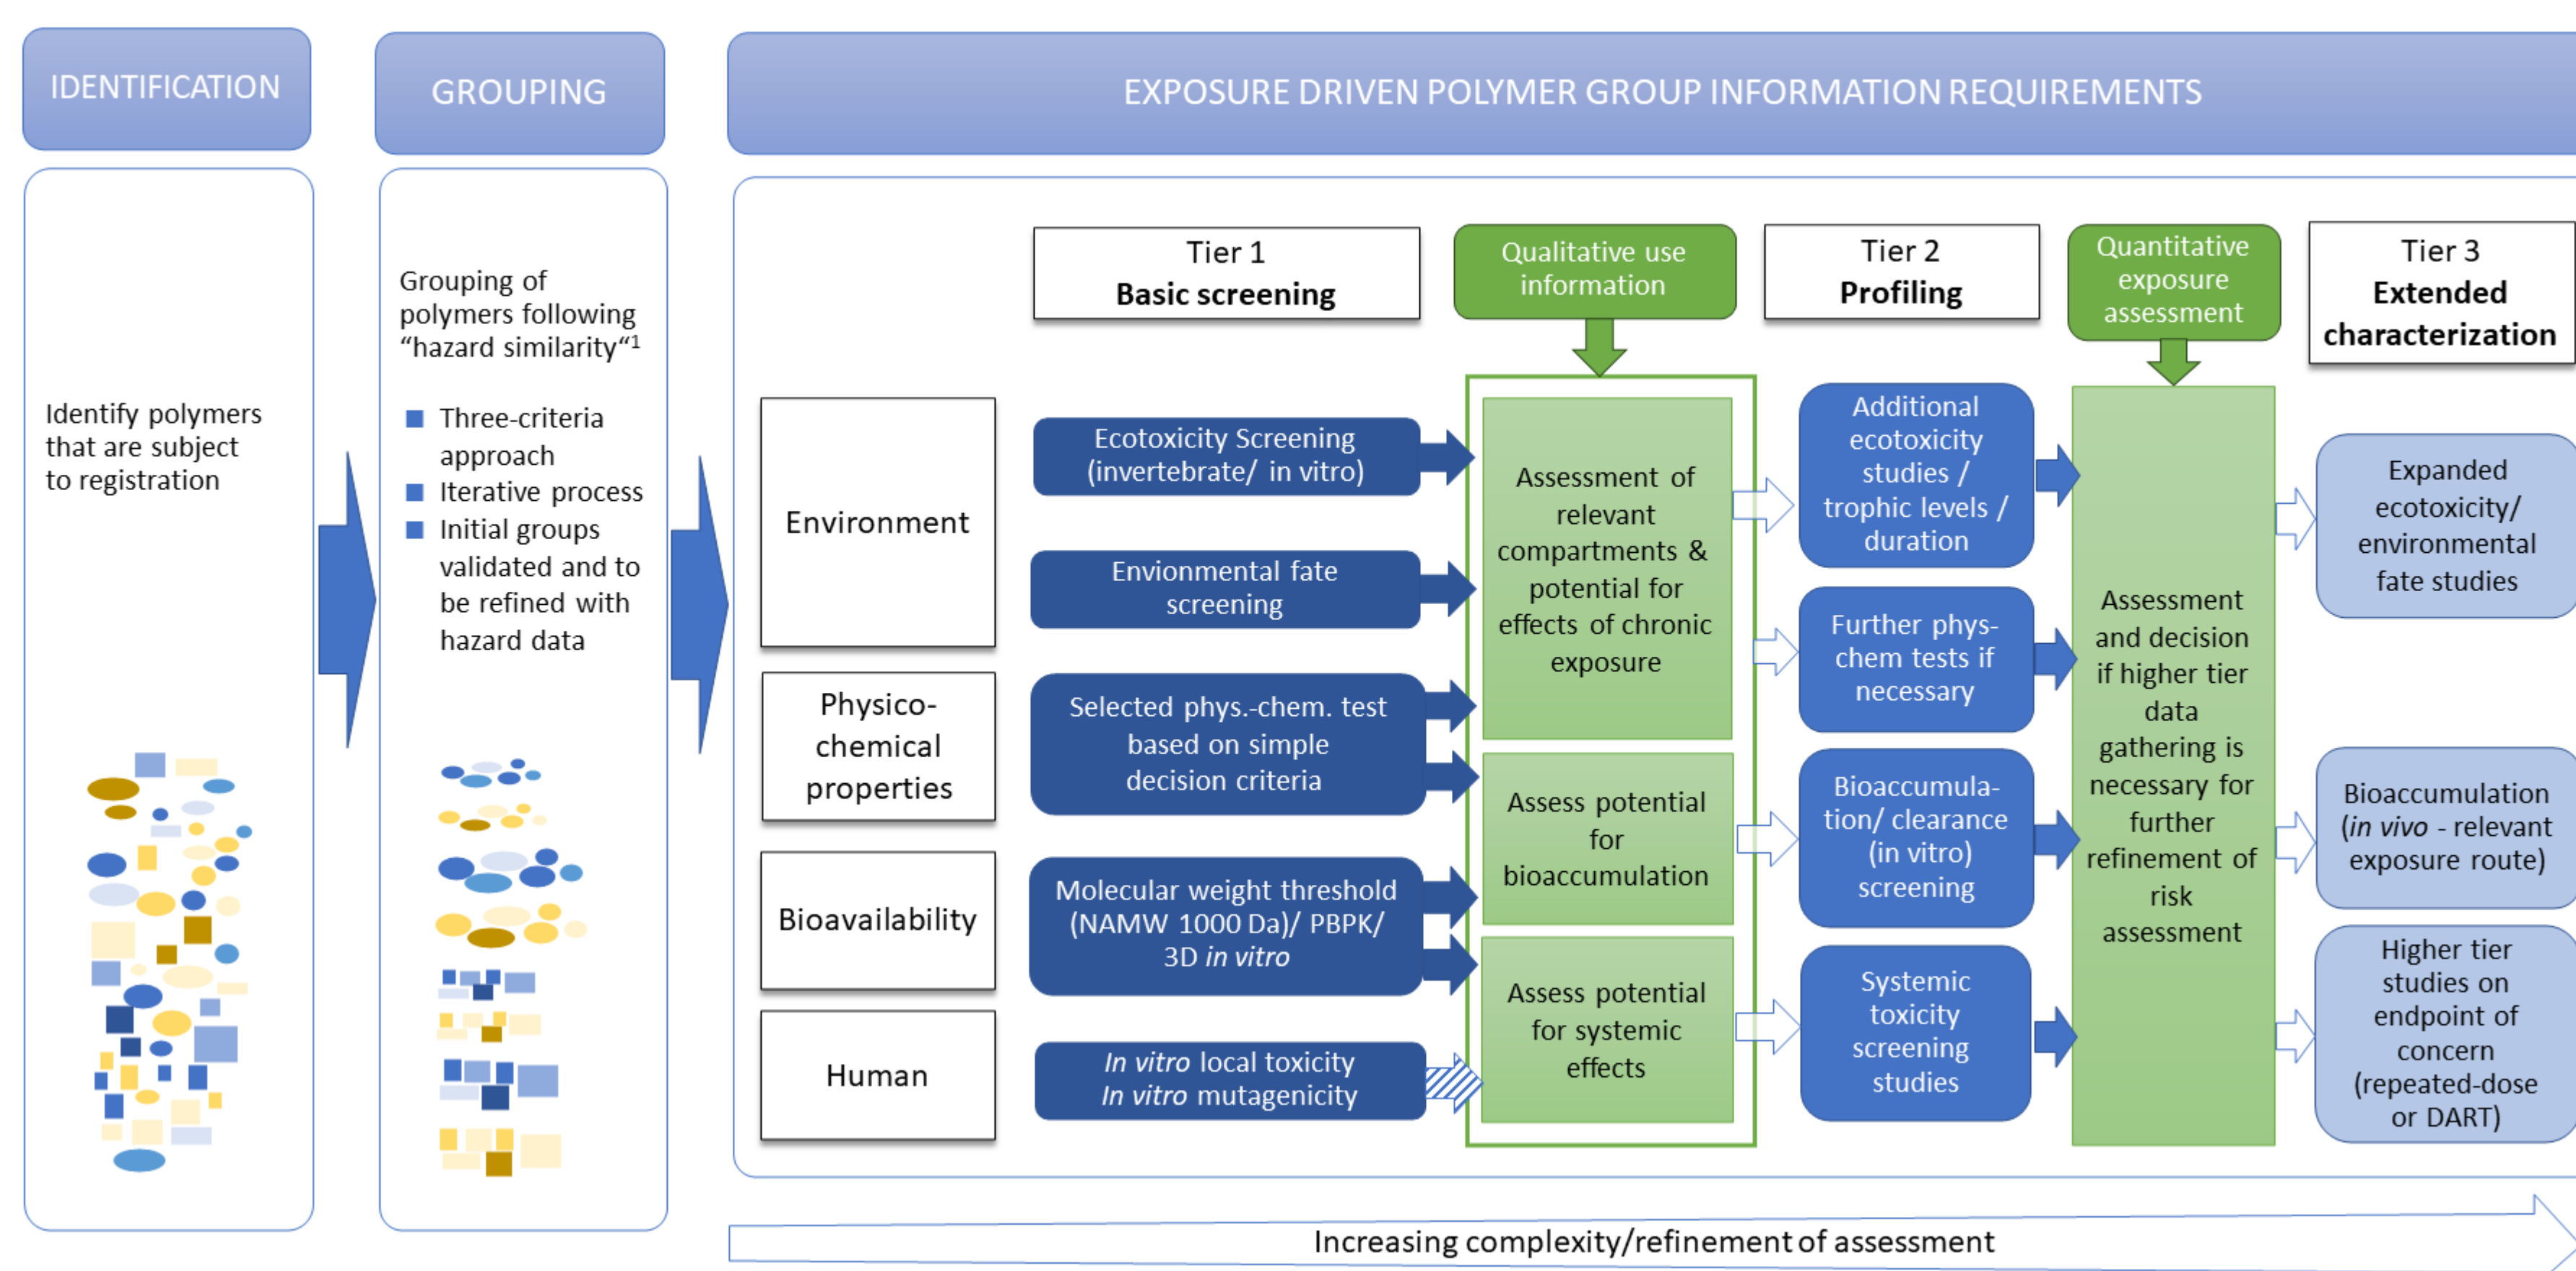 IDENTIFICATION
GROUPING
EXPOSURE DRIVEN POLYMER GROUP INFORMATION REQUIREMENTS
Identify polymers
that are subject
to registration
Grouping of
polymers following
“hazard similarity“1
Three-criteria
approach
Iterative process
Initial groups
validated and to
be refined with
hazard data
Tier 1
Basic screening
Qualitative use
information
Tier 2
Profiling
Quantitative
exposure
assessment
Tier 3
Extended
characterization
Environment
Physico-
chemical
properties
Bioavailability
Human
Ecotoxicity Screening
(invertebrate/ in vitro)
Envionmental fate
screening
Selected phys.-chem. test
based on simple
decision criteria
Molecular weight threshold
(NAMW 1000 Da)/ PBPK/
3D in vitro
In vitro local toxicity
In vitro mutagenicity
Assessment of
relevant
compartments &
potential for
effects of chronic
exposure
Assess potential
for
bioaccumulation
Assess potential
for systemic
effects
Additional
ecotoxicity
studies /
trophic levels /
duration
Further phys-
chem tests if
necessary
Bioaccumula-
tion/ clearance
(in vitro)
screening
Systemic
toxicity
screening
studies
Assessment
and decision
if higher tier
data
gathering is
necessary for
further
refinement of
risk
assessment
Expanded
ecotoxicity/
environmental
fate studies
Bioaccumulation
(in vivo - relevant
exposure route)
Higher tier
studies on
endpoint of
concern
(repeated-dose
or DART)
Increasing complexity/refinement of assessment